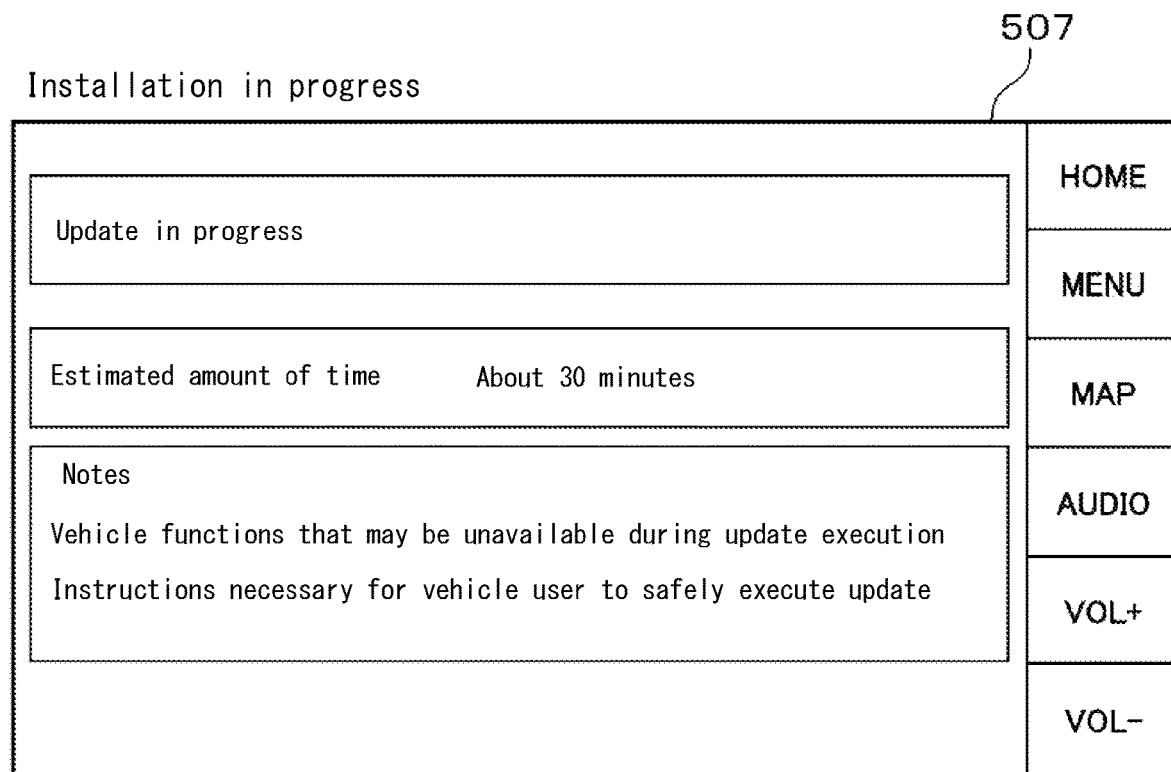 507
Installation in progress
Update in progress
Estimated amount of time About 30 minutes
Notes
Vehicle functions that may be unavailable during update execution
Instructions necessary for vehicle user to safely execute update
HOME
MENU
MAP
AUDIO
VOL+
VOL-